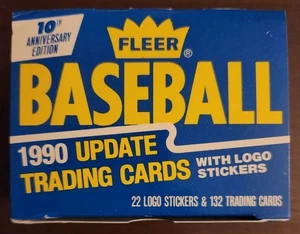 10TH
ANNIVERSARY
EDITION
FLEER®
BASEBALL
1990 UPDATE
TRADING CARDS
WITH LOGO
STICKERS
22 LOGO STICKERS & 132 TRADING CARDS